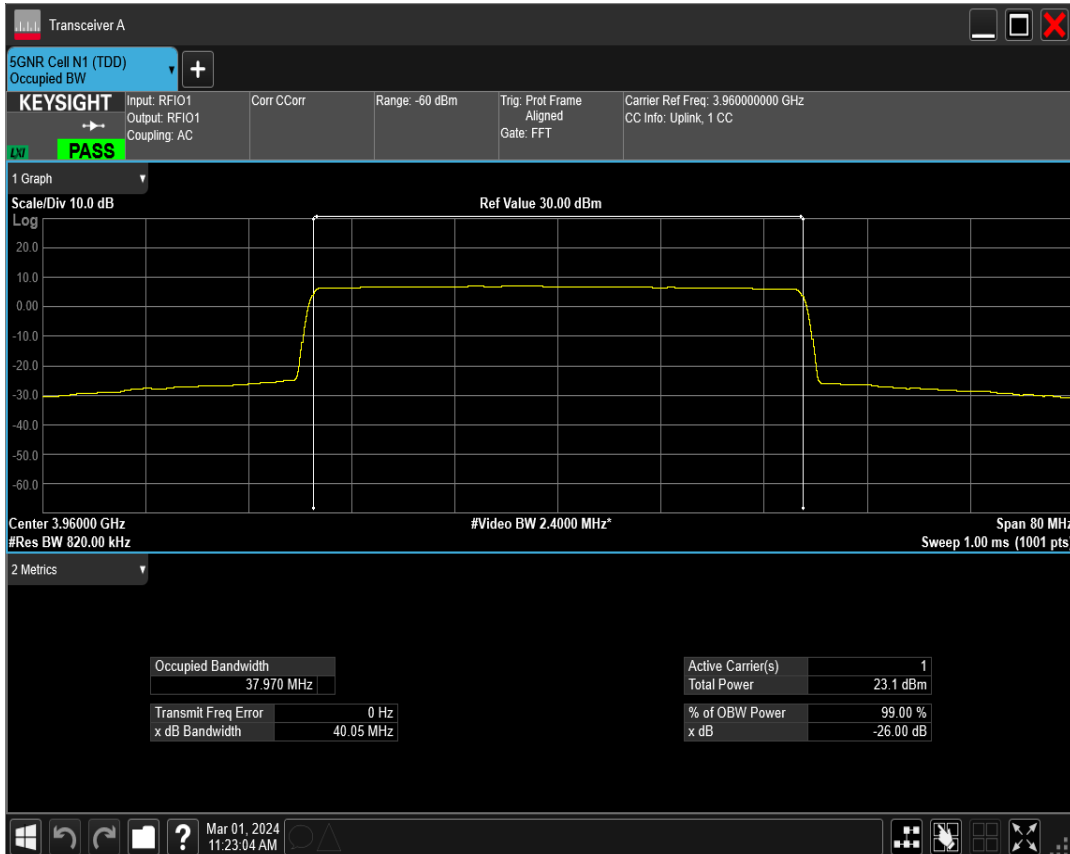 Transceiver A
5GNR Cell N1 (TDD)
Occupied BW
+
KEYSIGHT
LXI
PASS
Input: RFIO1
Output: RFIO1
Coupling: AC
Corr CCorr
Range: -60 dBm
Trig: Prot Frame
Aligned
Gate: FFT
Carrier Ref Freq: 3.960000000 GHz
CC Info: Uplink, 1 CC
1 Graph
Scale/Div 10.0 dB
Ref Value 30.00 dBm
Log
20.0
10.0
0.00
-10.0
-20.0
-30.0
-40.0
-50.0
-60.0
Center 3.96000 GHz
#Video BW 2.4000 MHz*
Span 80 MHz
#Res BW 820.00 kHz
Sweep 1.00 ms (1001 pts)
2 Metrics
Occupied Bandwidth
37.970 MHz
Transmit Freq Error 0 Hz
x dB Bandwidth 40.05 MHz
Active Carrier(s) 1
Total Power 23.1 dBm
% of OBW Power 99.00 %
x dB -26.00 dB
?
Mar 01, 2024
11:23:04 AM